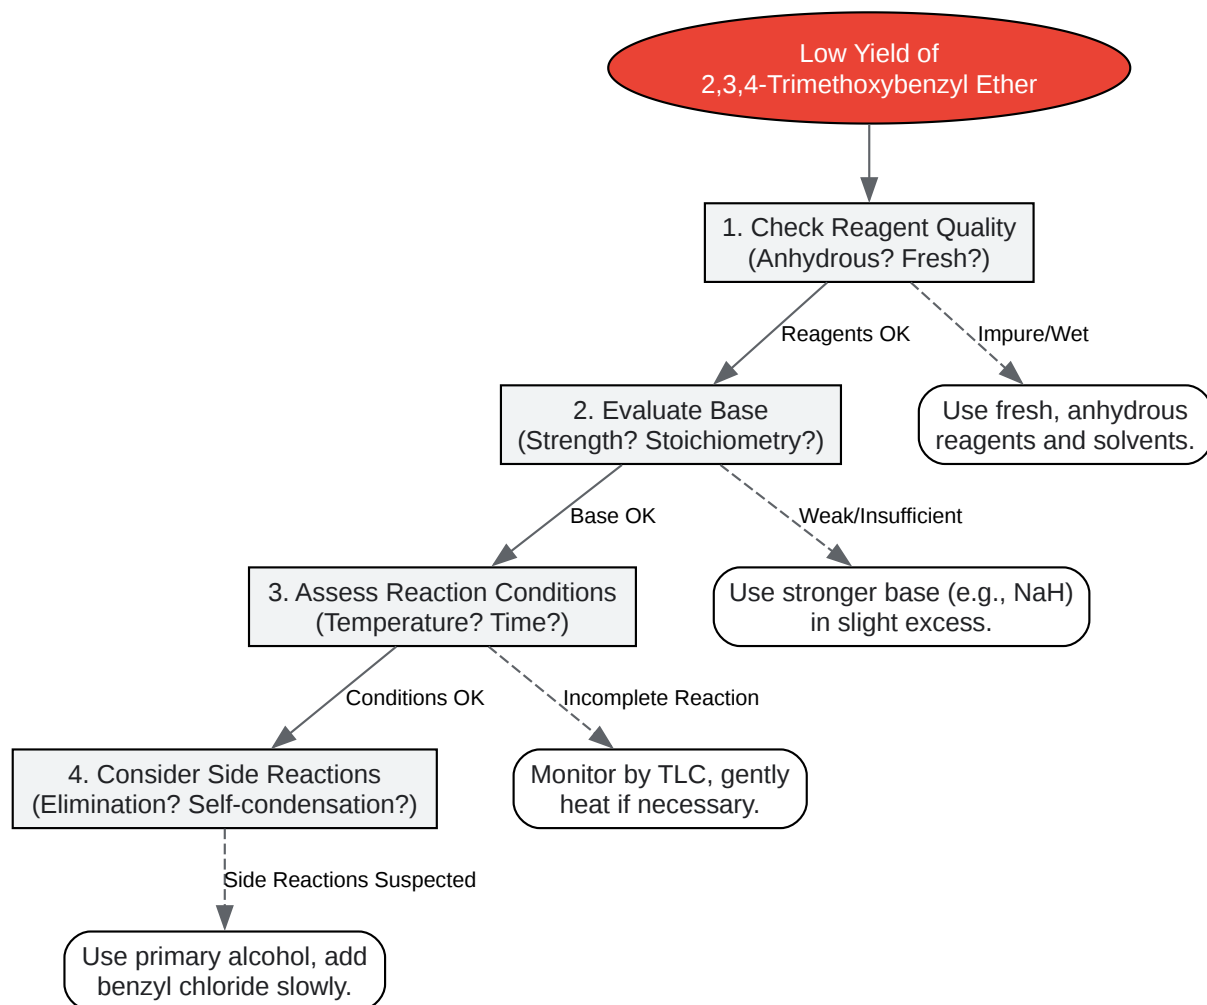 Low Yield of
2,3,4-Trimethoxybenzyl Ether
1. Check Reagent Quality
(Anhydrous? Fresh?)
Reagents OK
Impure/Wet
2. Evaluate Base
(Strength? Stoichiometry?)
Use fresh, anhydrous
reagents and solvents.
Base OK
Weak/Insufficient
3. Assess Reaction Conditions
(Temperature? Time?)
Use stronger base (e.g., NaH)
in slight excess.
Conditions OK
Incomplete Reaction
4. Consider Side Reactions
(Elimination? Self-condensation?)
Monitor by TLC, gently
heat if necessary.
Side Reactions Suspected
Use primary alcohol, add
benzyl chloride slowly.